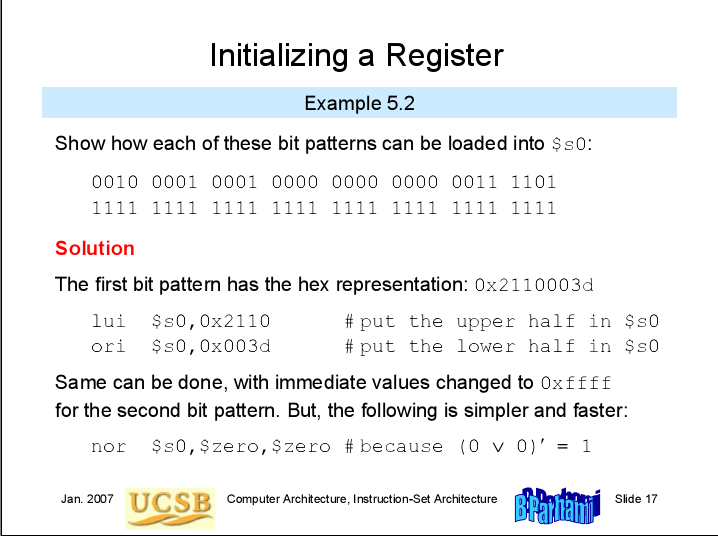 Initializing a Register
Example 5.2
Show how each of these bit patterns can be loaded into $s0:
0010 0001 0001 0000 0000 0000 0011 1101
1111 1111 1111 1111 1111 1111 1111 1111
Solution
The first bit pattern has the hex representation: 0x2110003d
lui $s0,0x2110 # put the upper half in $s0
ori $s0,0x003d # put the lower half in $s0
Same can be done, with immediate values changed to 0xffff
for the second bit pattern. But, the following is simpler and faster:
nor $s0,$zero,$zero # because (0 ∨ 0)′ = 1
Jan. 2007 UCSB Computer Architecture, Instruction-Set Architecture B.Parhami Slide 17